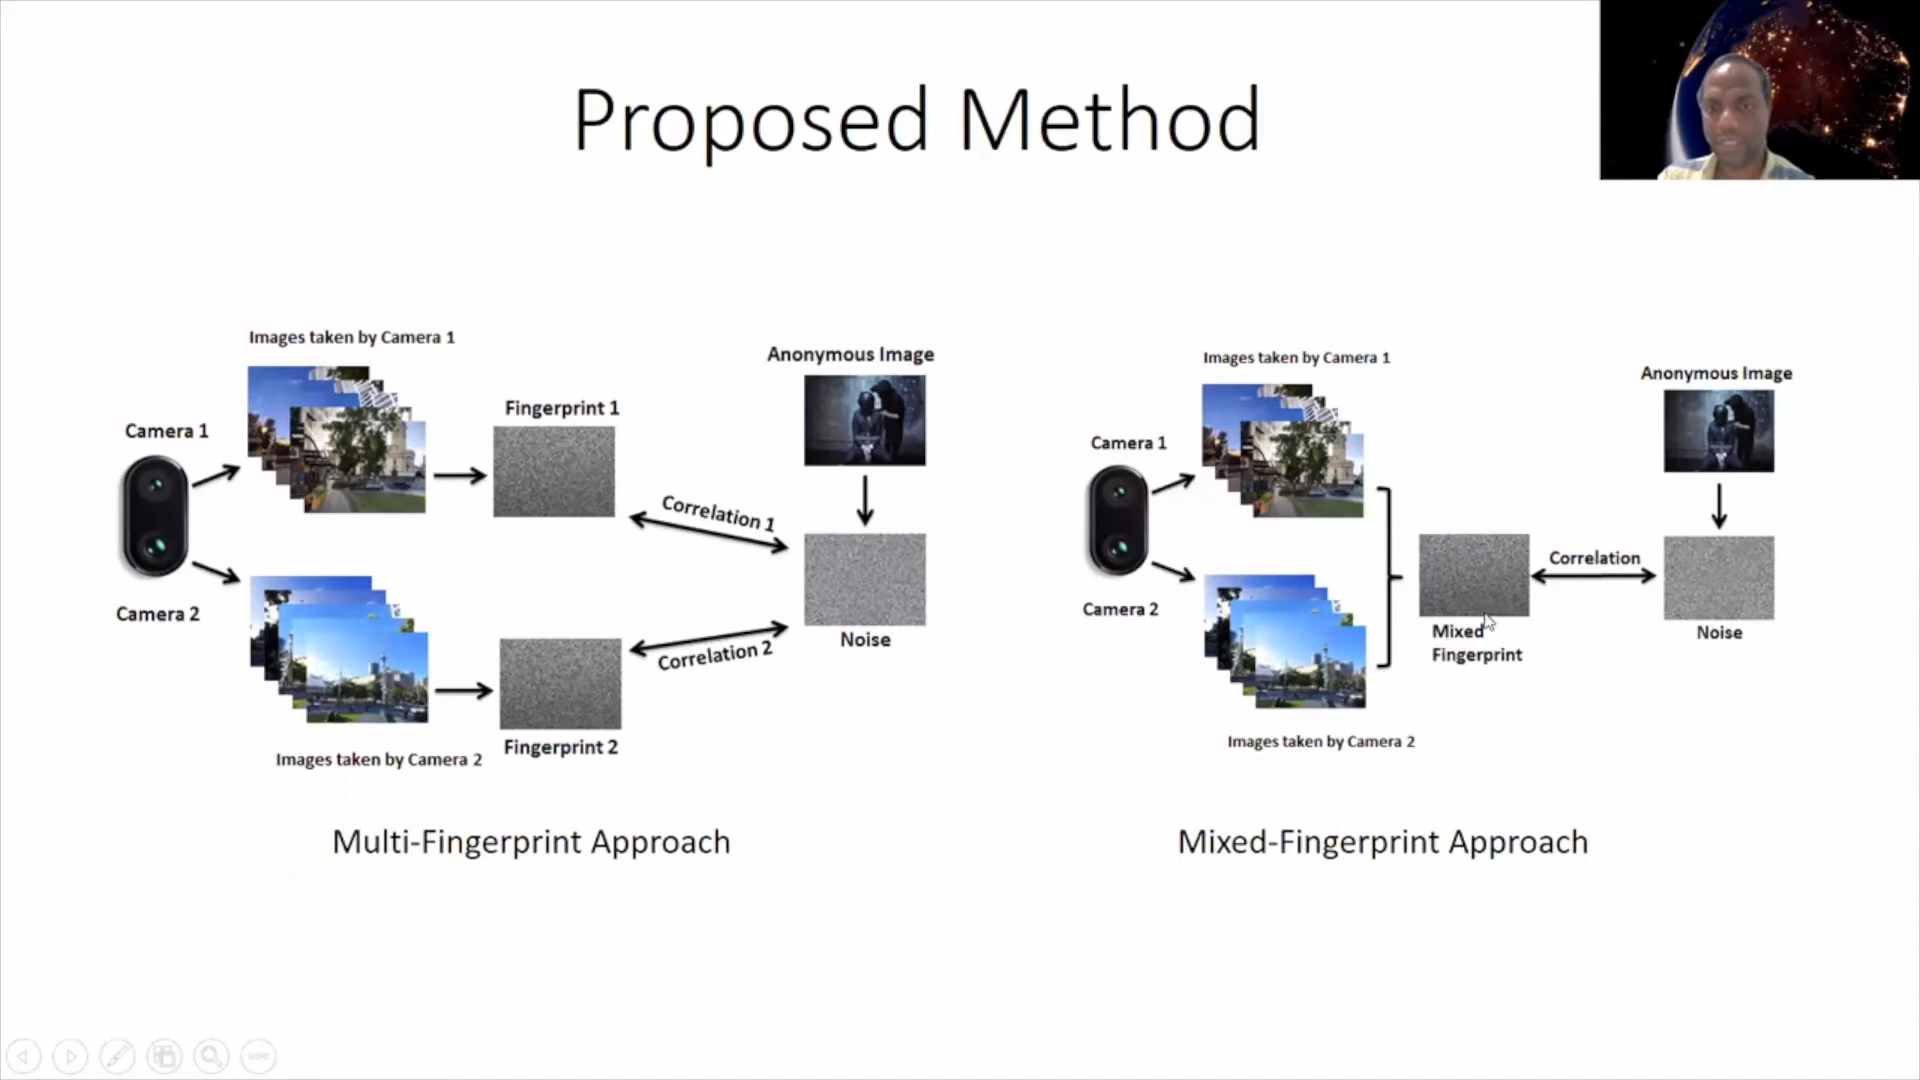 Proposed Method
Images taken by Camera 1
Camera 1
Fingerprint 1
Anonymous Image
Correlation 1
Camera 2
Correlation 2
Noise
Fingerprint 2
Images taken by Camera 2
Multi-Fingerprint Approach
Images taken by Camera 1
Camera 1
Anonymous Image
Correlation
Camera 2
Mixed
Fingerprint
Noise
Images taken by Camera 2
Mixed-Fingerprint Approach